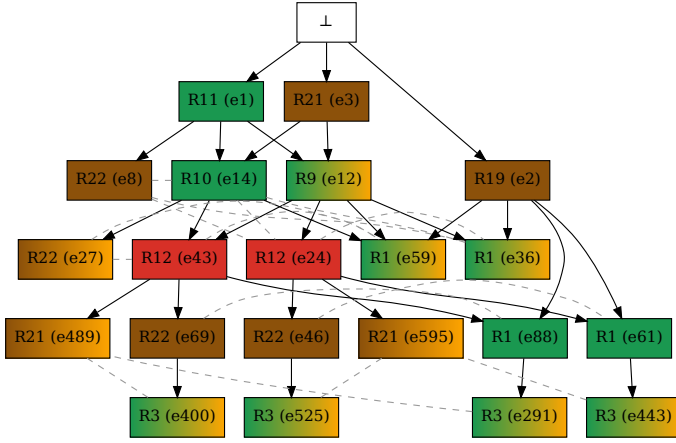 ⊥
R11 (e1)
R21 (e3)
R22 (e8)
R10 (e14)
R9 (e12)
R19 (e2)
R22 (e27)
R12 (e43)
R12 (e24)
R1 (e59)
R1 (e36)
R21 (e489)
R22 (e69)
R22 (e46)
R21 (e595)
R1 (e88)
R1 (e61)
R3 (e400)
R3 (e525)
R3 (e291)
R3 (e443)